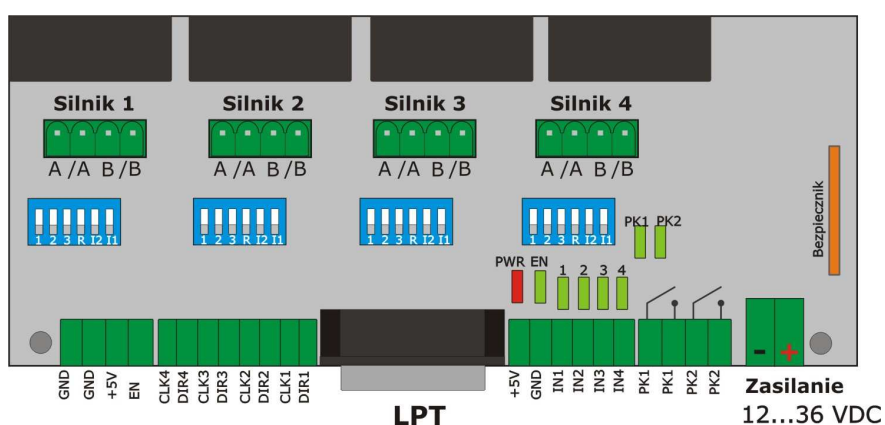 Silnik 1 Silnik 2 Silnik 3 Silnik 4
A /A B /B A /A B /B A /A B /B A /A B /B
1 2 3 R I2 I1 1 2 3 R I2 I1 1 2 3 R I2 I1 1 2 3 R I2 I1
PK1 PK2
Bezpiecznik
PWR EN 1 2 3 4
- +
GND GND +5V EN CLK4 DIR4 CLK3 DIR3 CLK2 DIR2 CLK1 DIR1 +5V GND IN1 IN2 IN3 IN4 PK1 PK1 PK2 PK2
LPT
Zasilanie
12...36 VDC